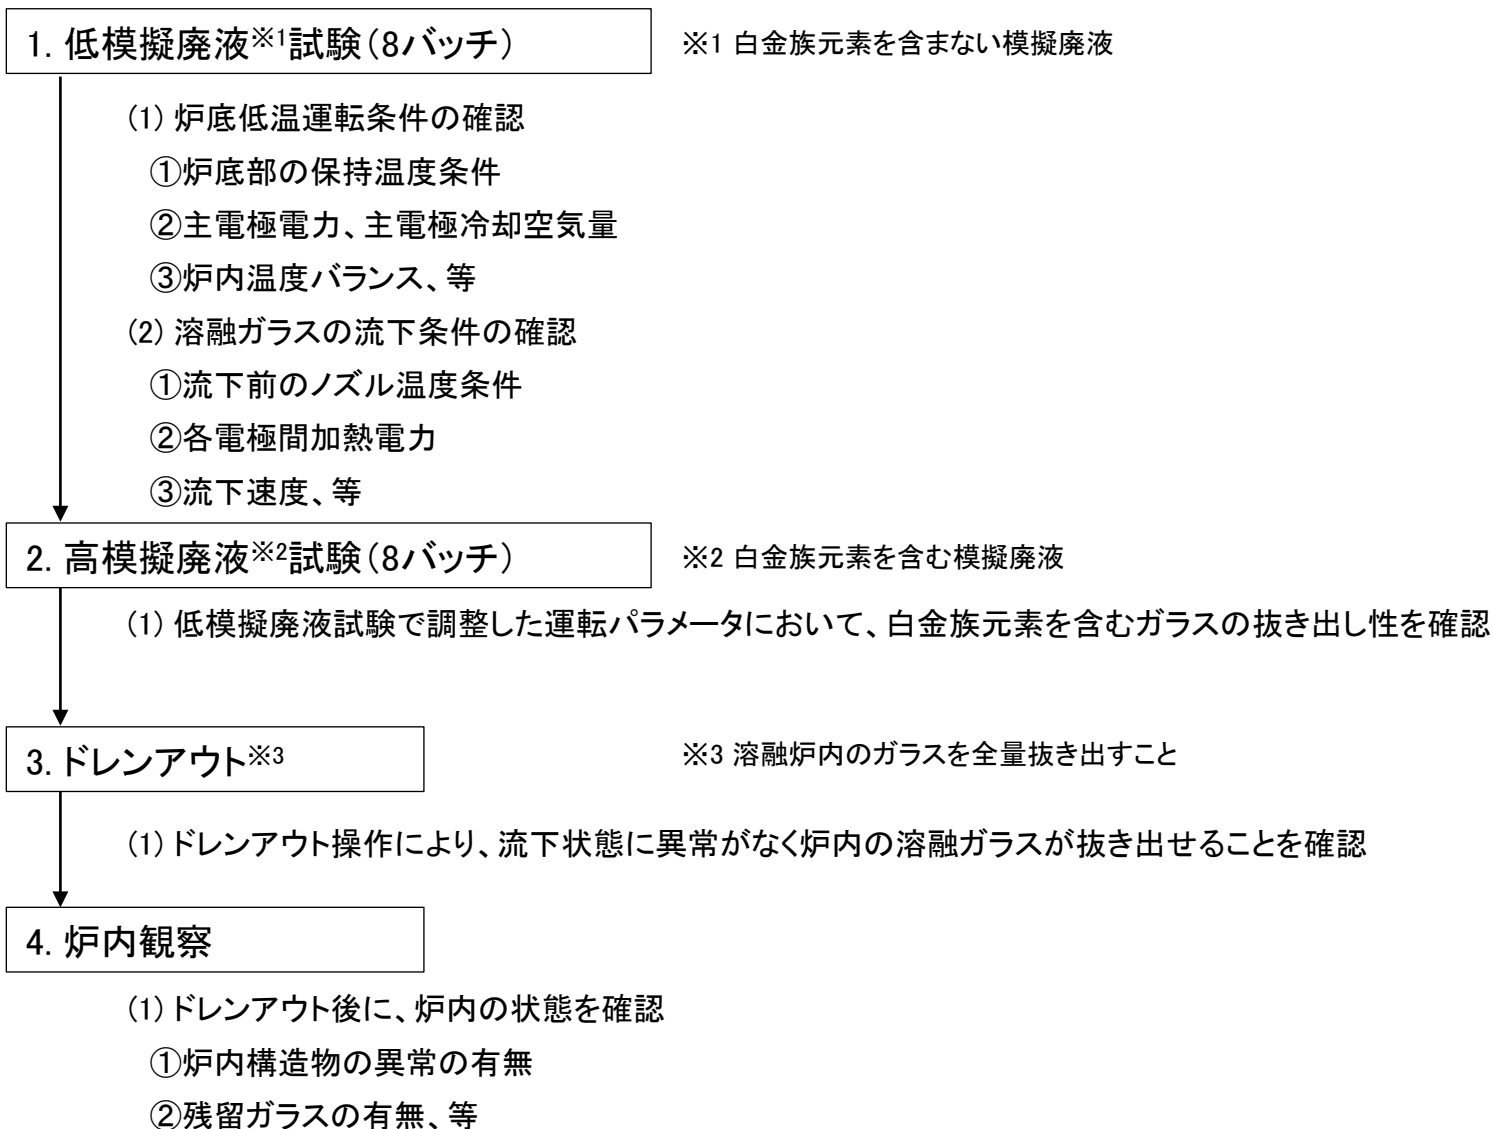 1. 低模擬廃液※1試験(8バッチ)
※1 白金族元素を含まない模擬廃液
(1) 炉底低温運転条件の確認
①炉底部の保持温度条件
②主電極電力、主電極冷却空気量
③炉内温度バランス、等
(2) 溶融ガラスの流下条件の確認
①流下前のノズル温度条件
②各電極間加熱電力
③流下速度、等
2. 高模擬廃液※2試験(8バッチ)
※2 白金族元素を含む模擬廃液
(1) 低模擬廃液試験で調整した運転パラメータにおいて、白金族元素を含むガラスの抜き出し性を確認
3. ドレンアウト※3
※3 溶融炉内のガラスを全量抜き出すこと
(1) ドレンアウト操作により、流下状態に異常がなく炉内の溶融ガラスが抜き出せることを確認
4. 炉内観察
(1) ドレンアウト後に、炉内の状態を確認
①炉内構造物の異常の有無
②残留ガラスの有無、等